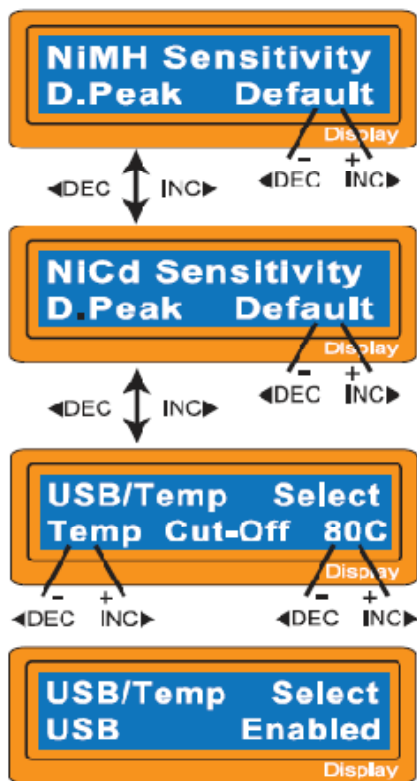 NiMH Sensitivity
D.Peak Default
Display
- +
◀DEC INC▶ ◀DEC INC▶
NiCd Sensitivity
D.Peak Default
Display
- +
◀DEC INC▶ ◀DEC INC▶
USB/Temp Select
Temp Cut-Off 80C
Display
- + - +
◀DEC INC▶ ◀DEC INC▶
USB/Temp Select
USB Enabled
Display